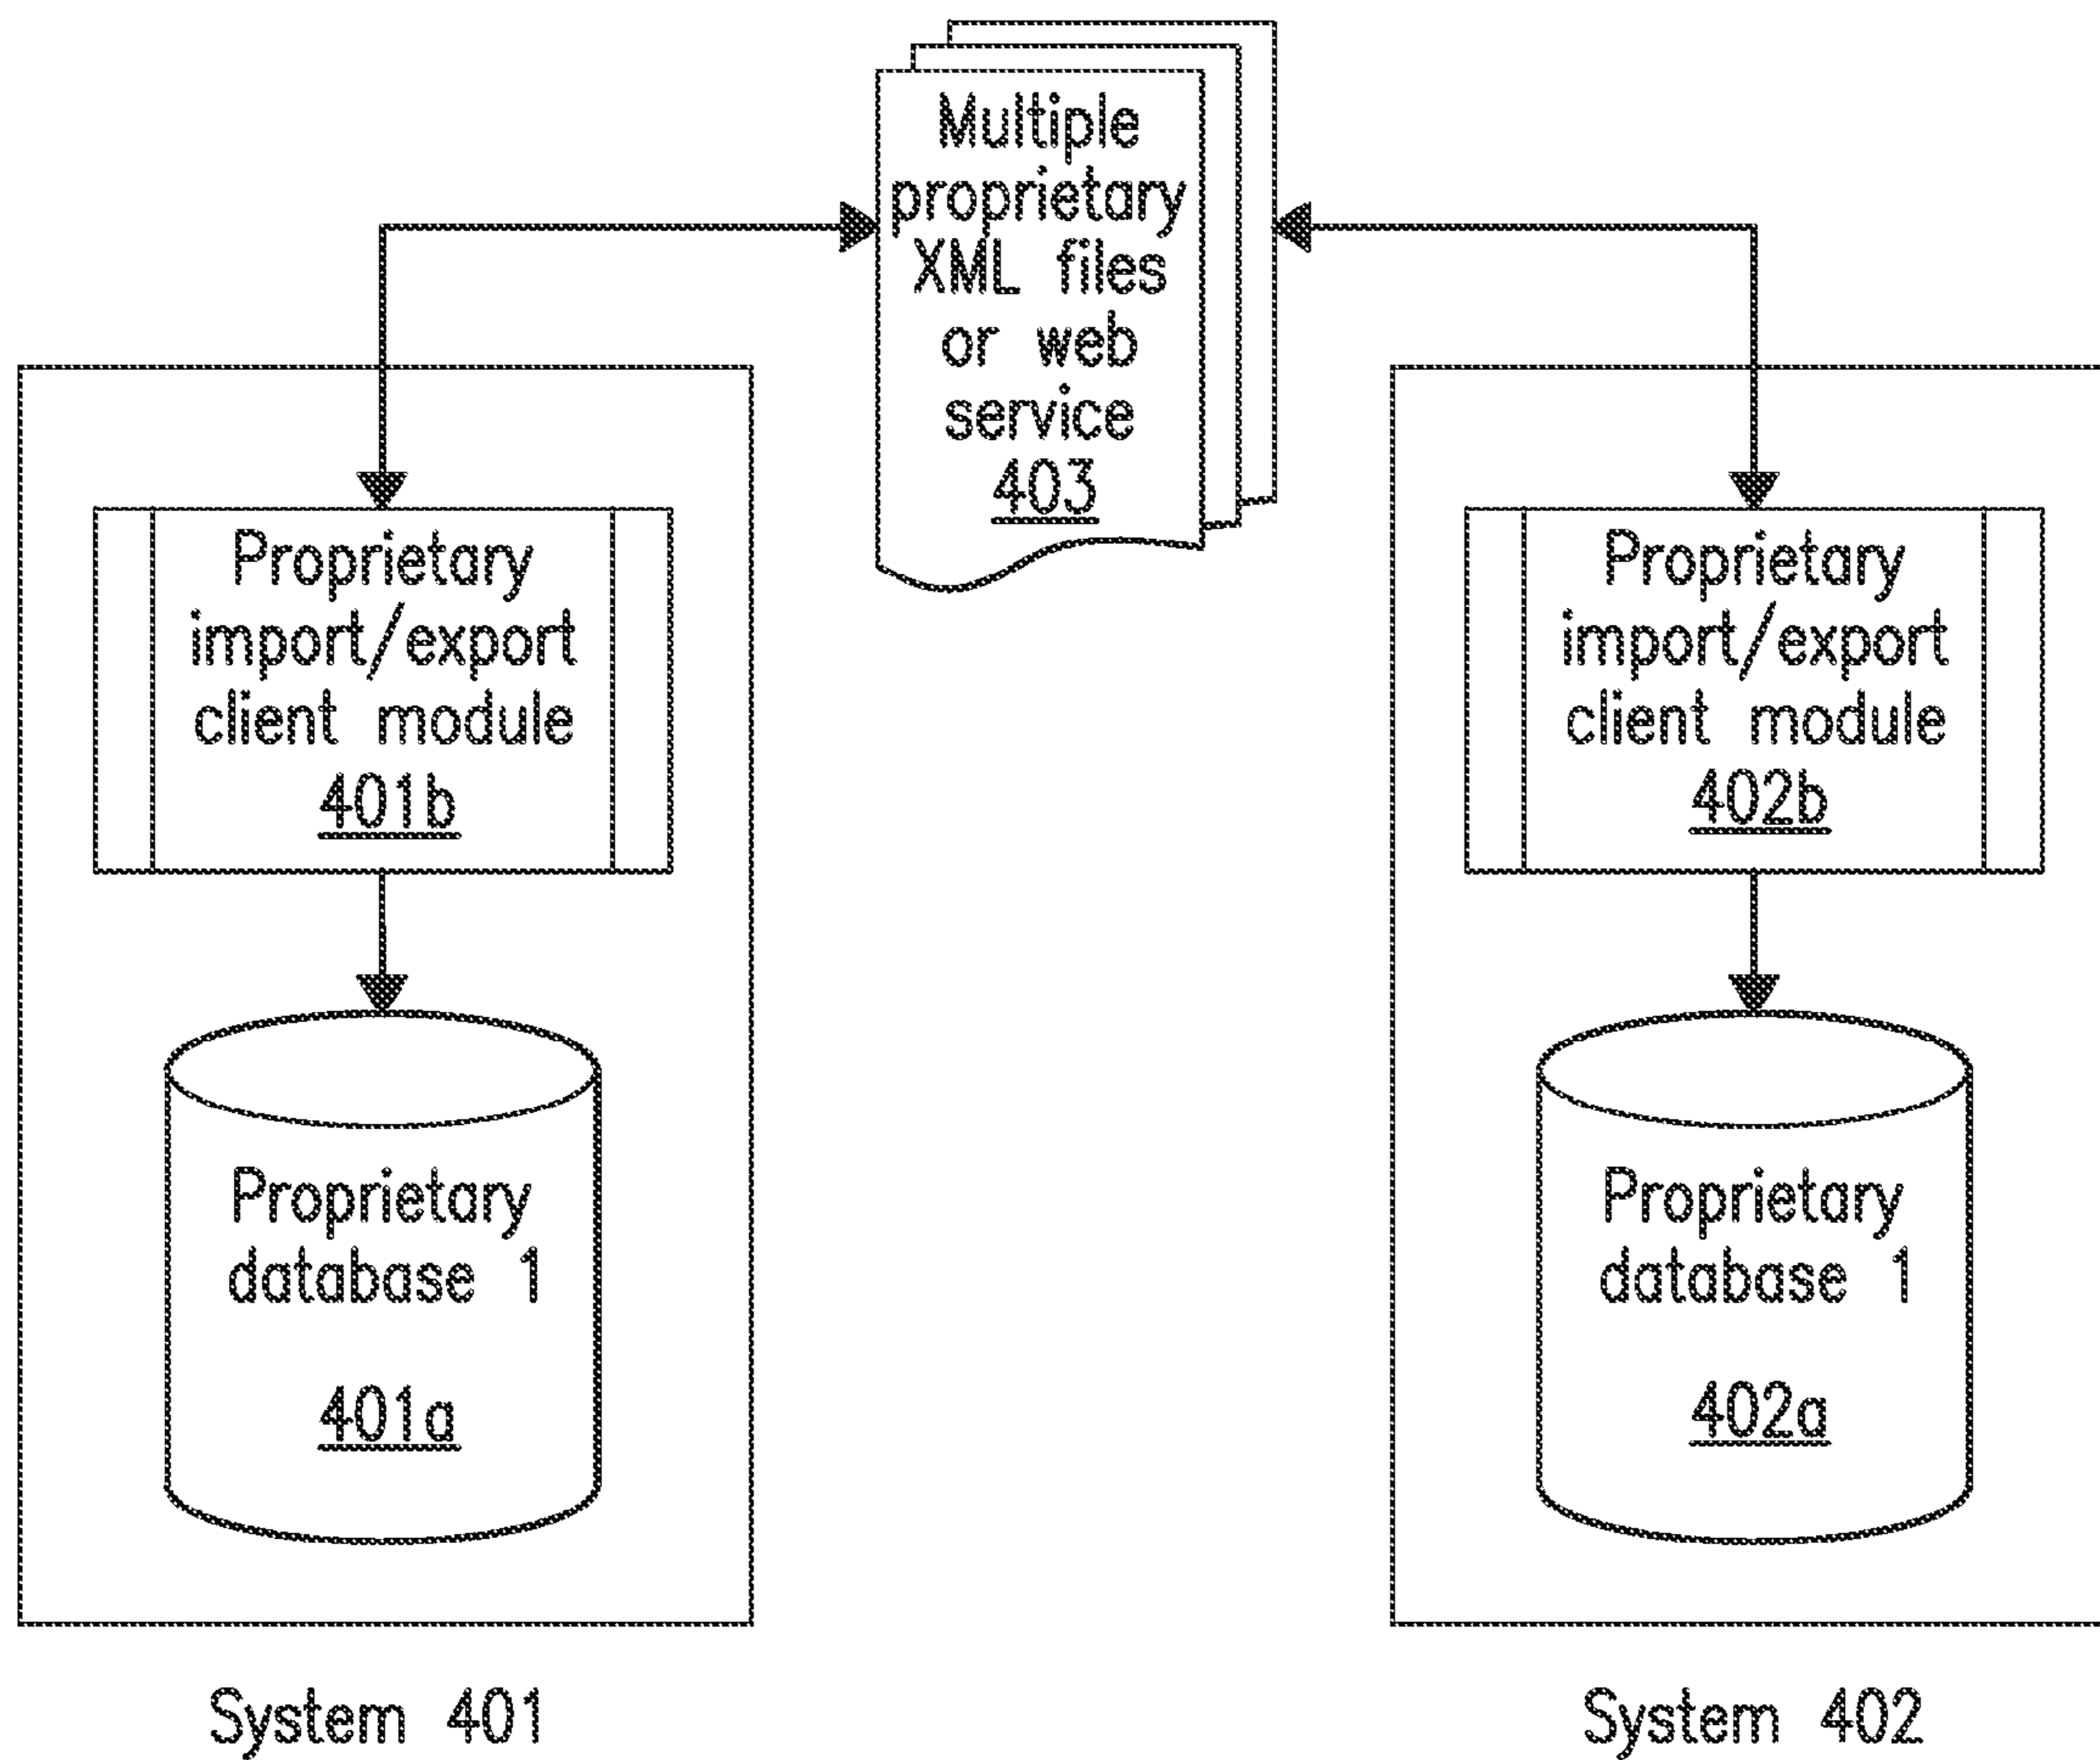 Multiple
proprietary
XML files
or web
service
403
Proprietary
import/export
client module
401b
Proprietary
import/export
client module
402b
Proprietary
database 1
401a
Proprietary
database 1
402a
System 401
System 402